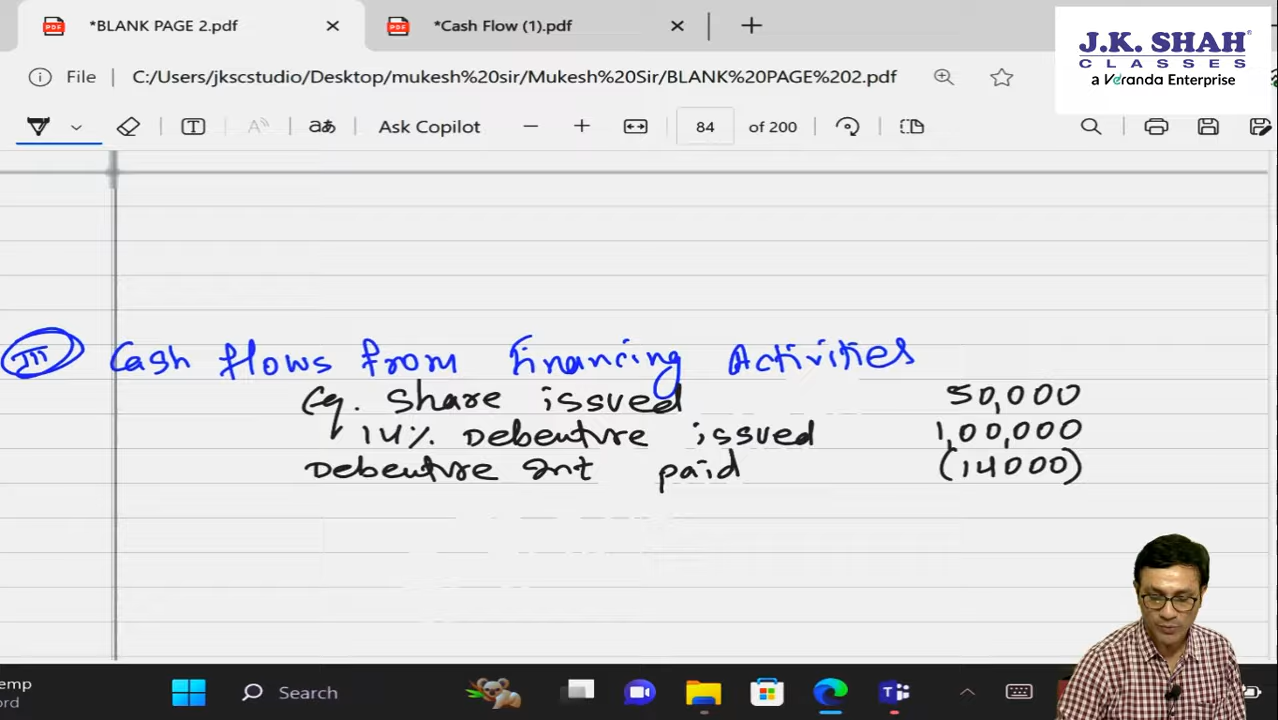 *BLANK PAGE 2.pdf
*Cash Flow (1).pdf
J.K. SHAH®
CLASSES
a Veranda Enterprise
File C:/Users/jkscstudio/Desktop/mukesh%20sir/Mukesh%20Sir/BLANK%20PAGE%202.pdf
Ask Copilot
84 of 200
III Cash flows from Financing Activities
Eq. Share issued 50,000
14% Debenture issued 1,00,000
Debenture Int paid (14000)
emp
ord
Search